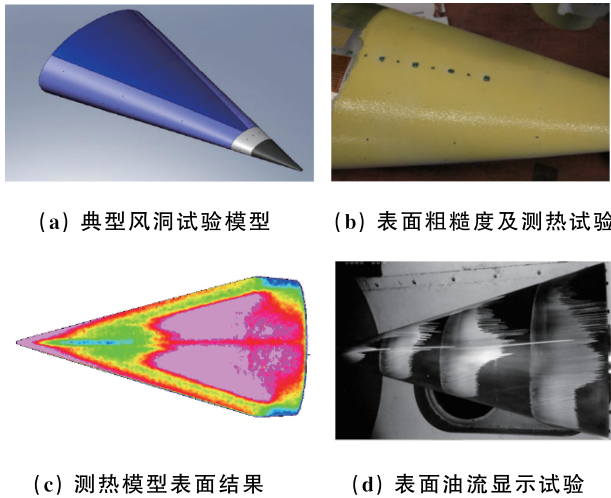 (a) 典型风洞试验模型
(b) 表面粗糙度及测热试验
(c) 测热模型表面结果
(d) 表面油流显示试验